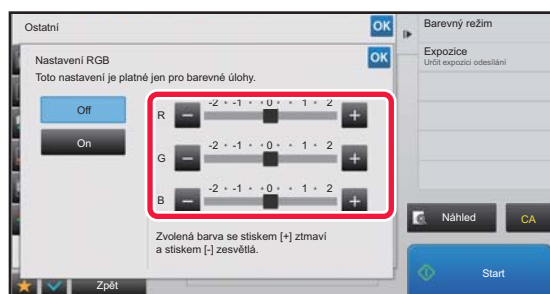 Ostatní
OK
Nastavení RGB
OK
Toto nastavení je platné jen pro barevné úlohy.
Off
On
R
-2 • -1 • • 0 • • 1 • 2
G
-2 • -1 • • 0 • • 1 • 2
B
-2 • -1 • • 0 • • 1 • 2
Zvolená barva se stiskem [+] ztmaví
a stiskem [-] zesvětlá.
Zpět
Barevný režim
Expozice
Určit expozici odesílání
Náhled
CA
Start